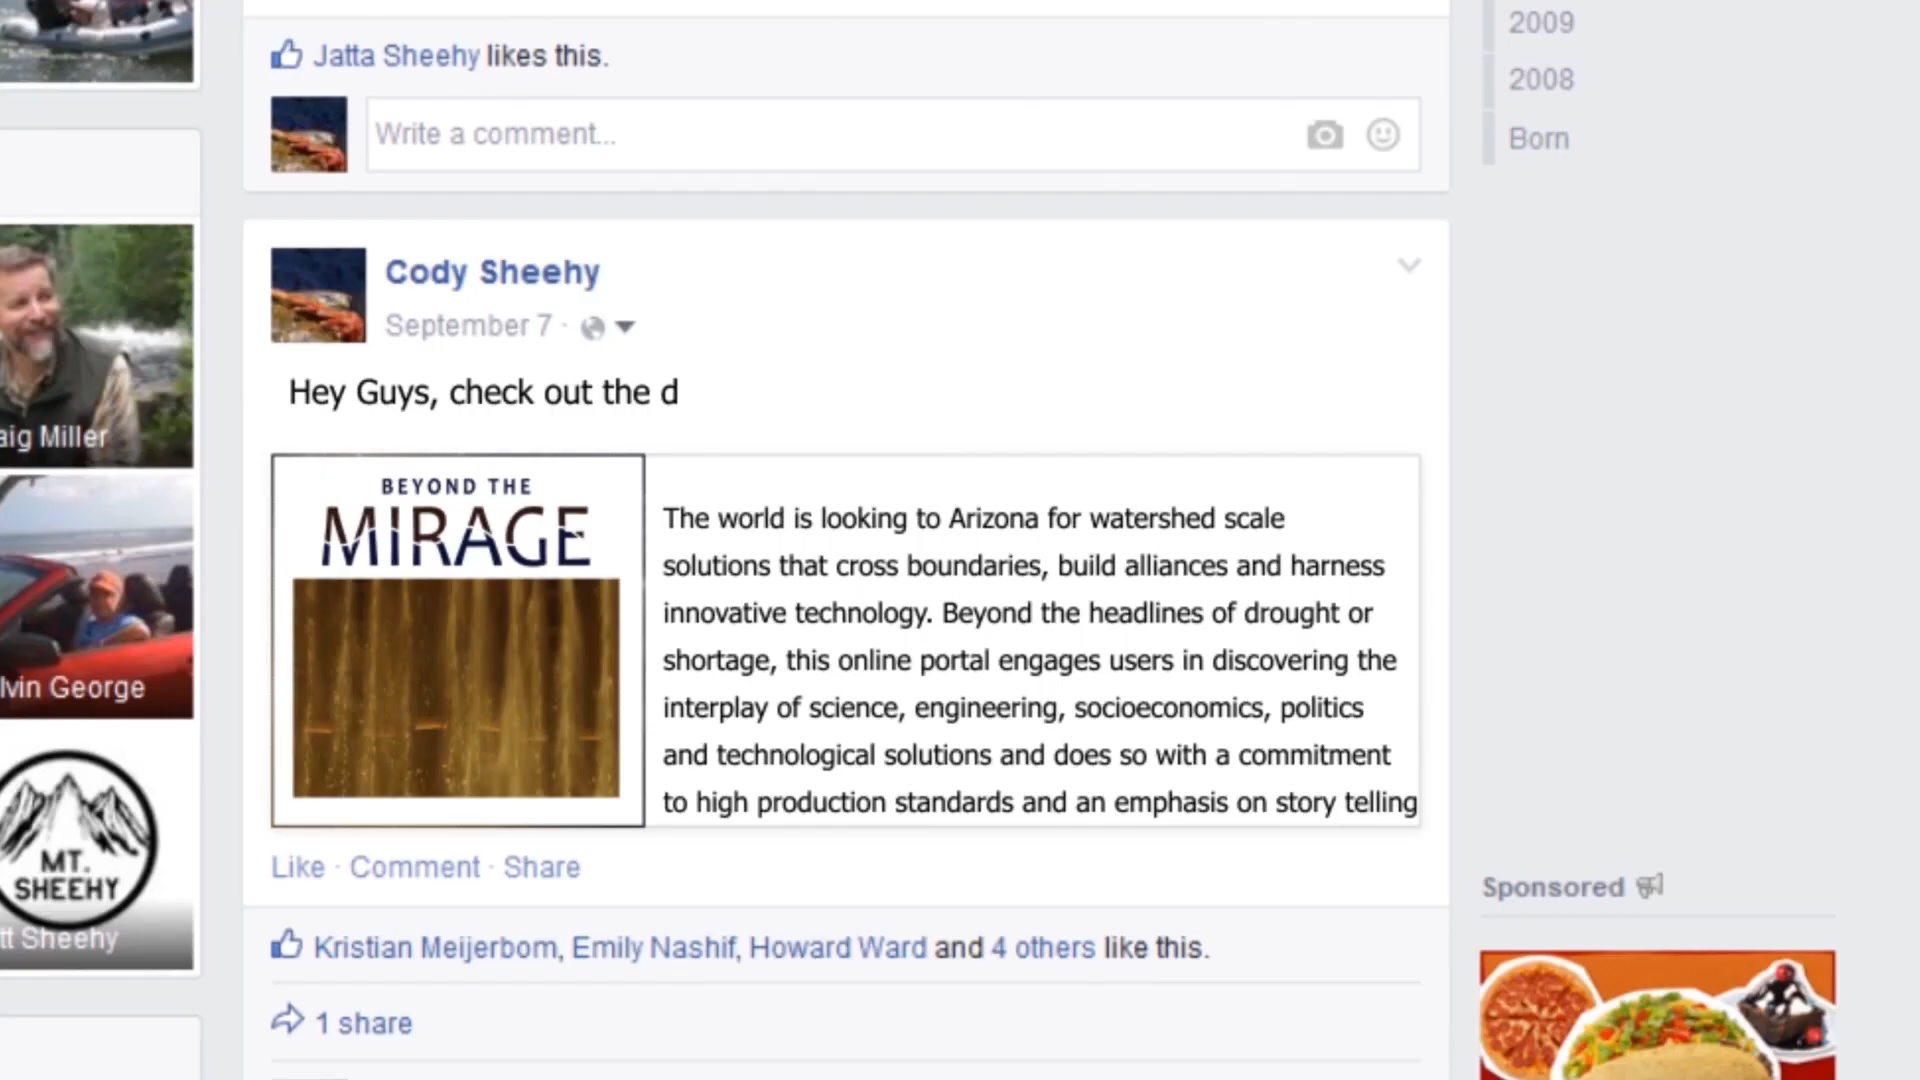 Jatta Sheehy likes this.
Write a comment...
2009
2008
Born
Cody Sheehy
September 7 ·
Hey Guys, check out the d
BEYOND THE
MIRAGE
The world is looking to Arizona for watershed scale
solutions that cross boundaries, build alliances and harness
innovative technology. Beyond the headlines of drought or
shortage, this online portal engages users in discovering the
interplay of science, engineering, socioeconomics, politics
and technological solutions and does so with a commitment
to high production standards and an emphasis on story telling
Like · Comment · Share
Kristian Meijerbom, Emily Nashif, Howard Ward and 4 others like this.
1 share
aig Miller
lvin George
MT.
SHEEHY
tt Sheehy
Sponsored